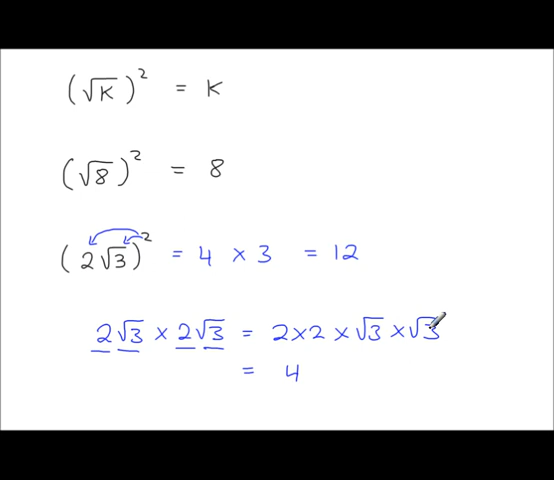 (√K)² = K
(√8)² = 8
(2√3)² = 4 × 3 = 12
2√3 × 2√3 = 2×2 × √3 × √3
= 4